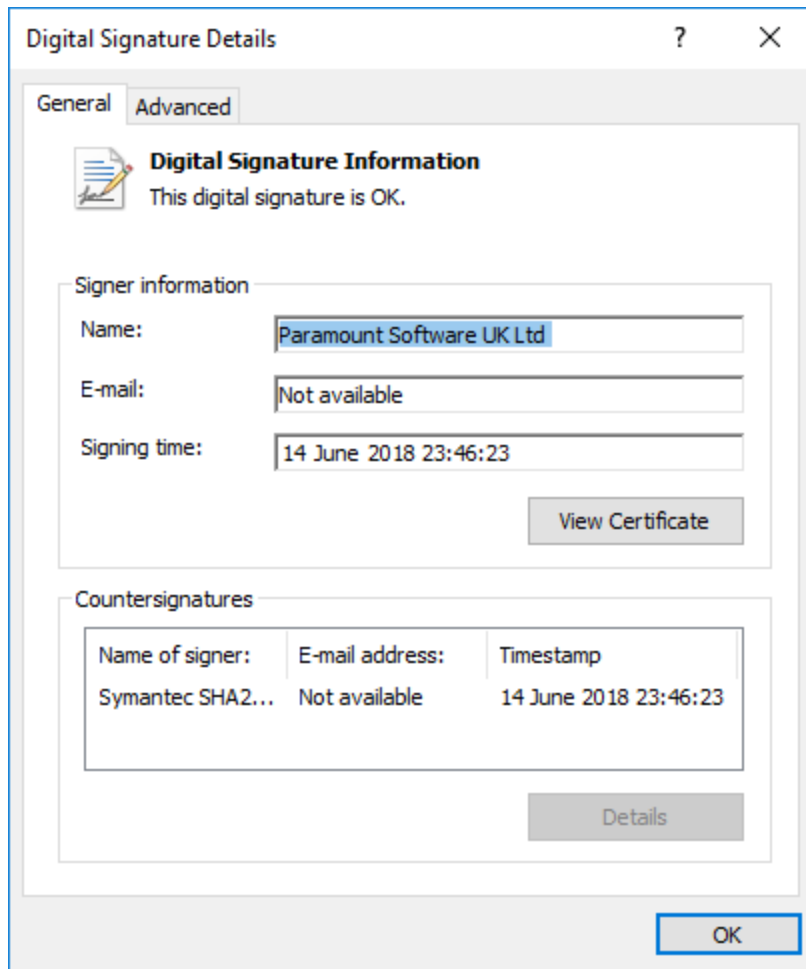 Digital Signature Details ?
General Advanced
Digital Signature Information
This digital signature is OK.
Signer information
Name: Paramount Software UK Ltd
E-mail: Not available
Signing time: 14 June 2018 23:46:23
View Certificate
Countersignatures
Name of signer: E-mail address: Timestamp
Symantec SHA2... Not available 14 June 2018 23:46:23
Details
OK